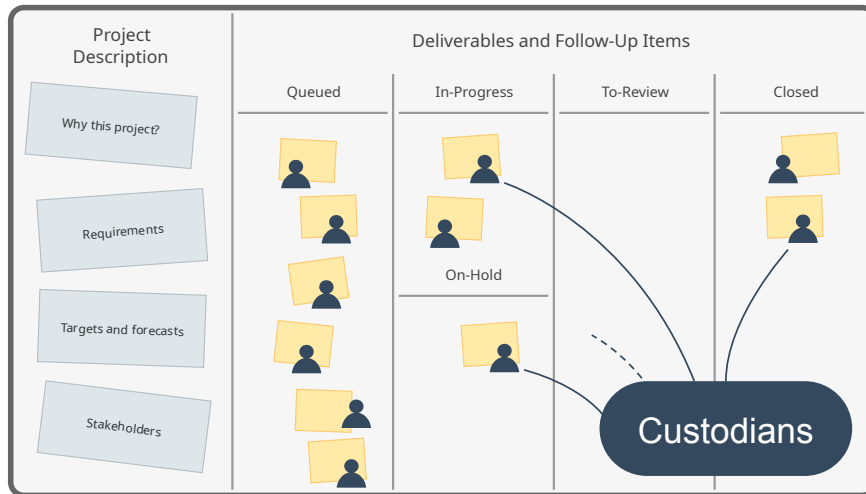 Project
Description
Deliverables and Follow-Up Items
Queued
In-Progress
To-Review
Closed
Why this project?
Requirements
On-Hold
Targets and forecasts
Stakeholders
Custodians